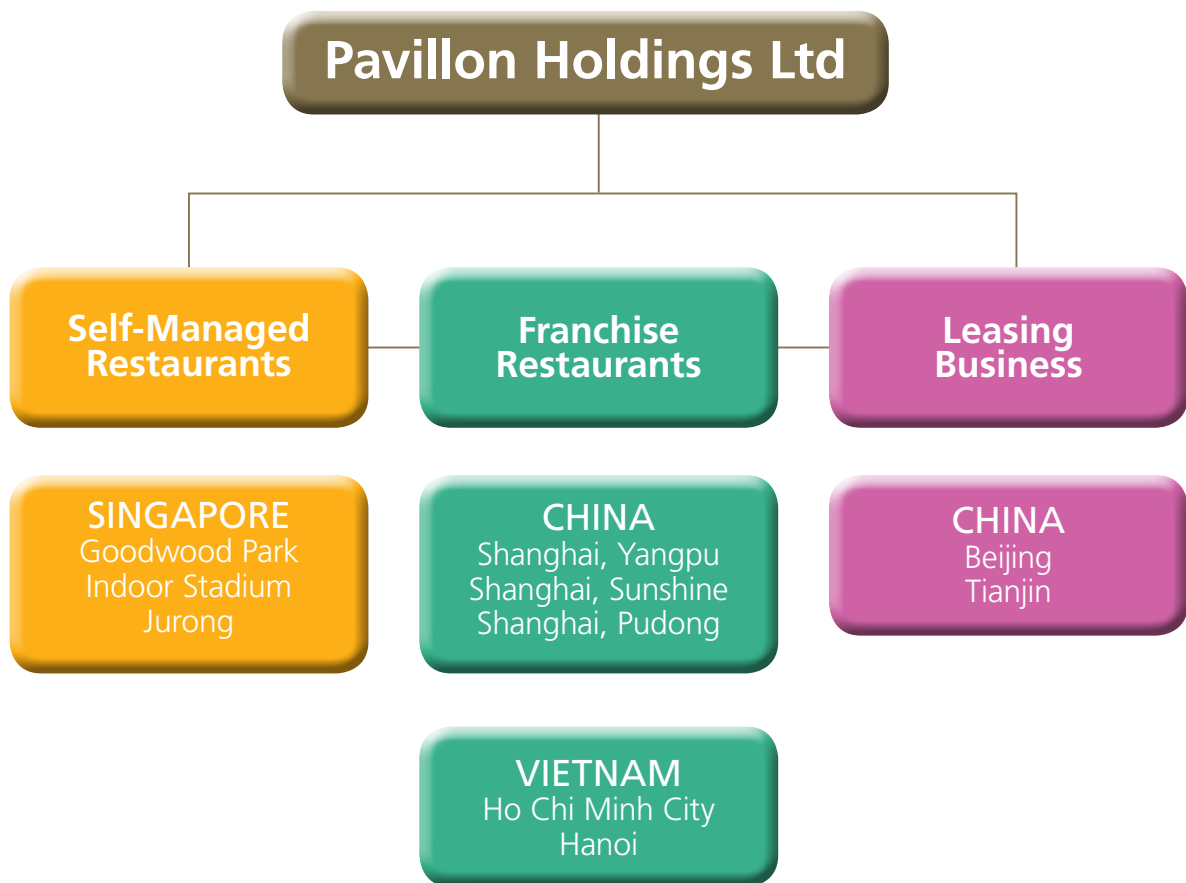 Pavillon Holdings Ltd
Self-Managed
Restaurants
Franchise
Restaurants
Leasing
Business
SINGAPORE
Goodwood Park
Indoor Stadium
Jurong
CHINA
Shanghai, Yangpu
Shanghai, Sunshine
Shanghai, Pudong
CHINA
Beijing
Tianjin
VIETNAM
Ho Chi Minh City
Hanoi